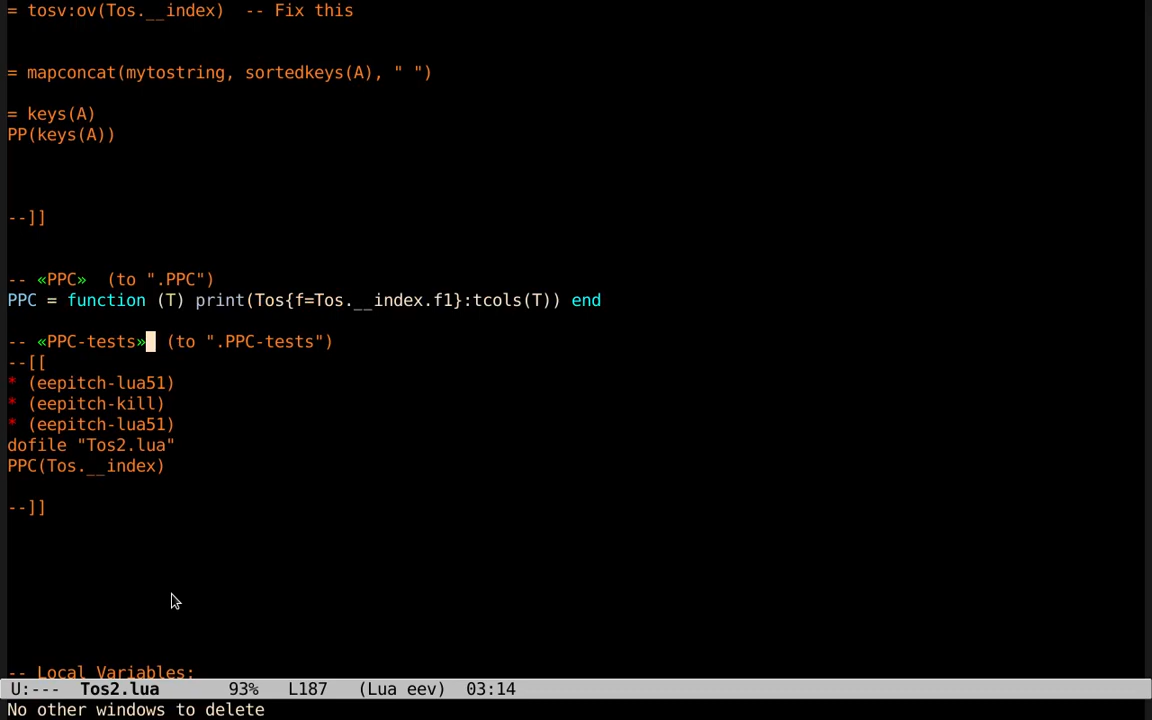 = tosv:ov(Tos.__index)  -- Fix this
= mapconcat(mytostring, sortedkeys(A), " ")
= keys(A)
PP(keys(A))
--]]
-- «PPC»  (to ".PPC")
PPC = function (T) print(Tos{f=Tos.__index.f1}:tcols(T)) end
-- «PPC-tests»  (to ".PPC-tests")
--[[
* (eepitch-lua51)
* (eepitch-kill)
* (eepitch-lua51)
dofile "Tos2.lua"
PPC(Tos.__index)
--]]
-- Local Variables:
U:---  Tos2.lua       93%   L187   (Lua eev)  03:14
No other windows to delete